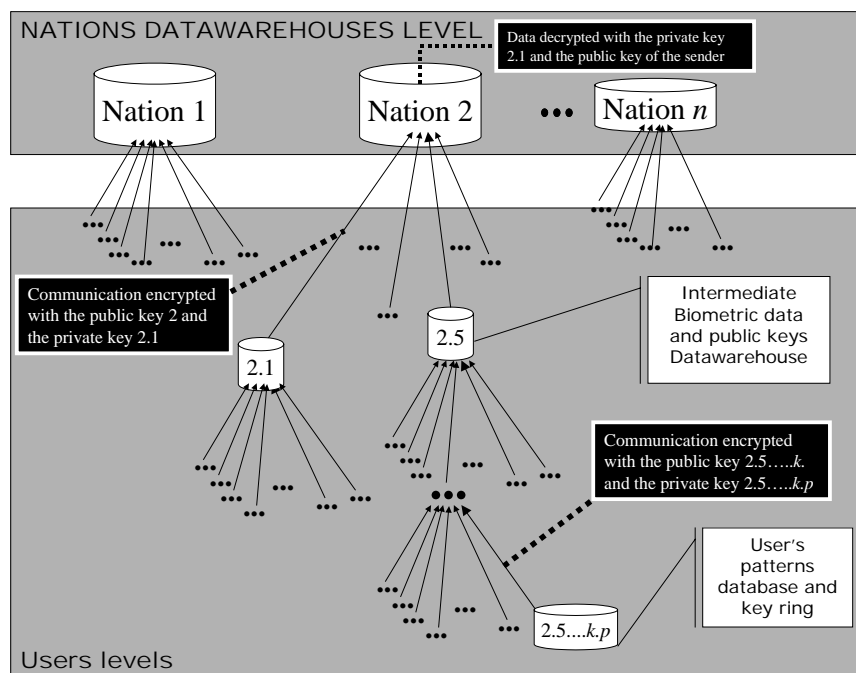 NATIONS DATAWAREHOUSES LEVEL
Data decrypted with the private key
2.1 and the public key of the sender
Nation 1
Nation 2
•••
Nation n
Communication encrypted
with the public key 2 and
the private key 2.1
Intermediate
Biometric data
and public keys
Datawarehouse
2.5
2.1
Communication encrypted
with the public key 2.5…..k.
and the private key 2.5…..k.p
User's
patterns
database and
key ring
2.5....k.p
Users levels